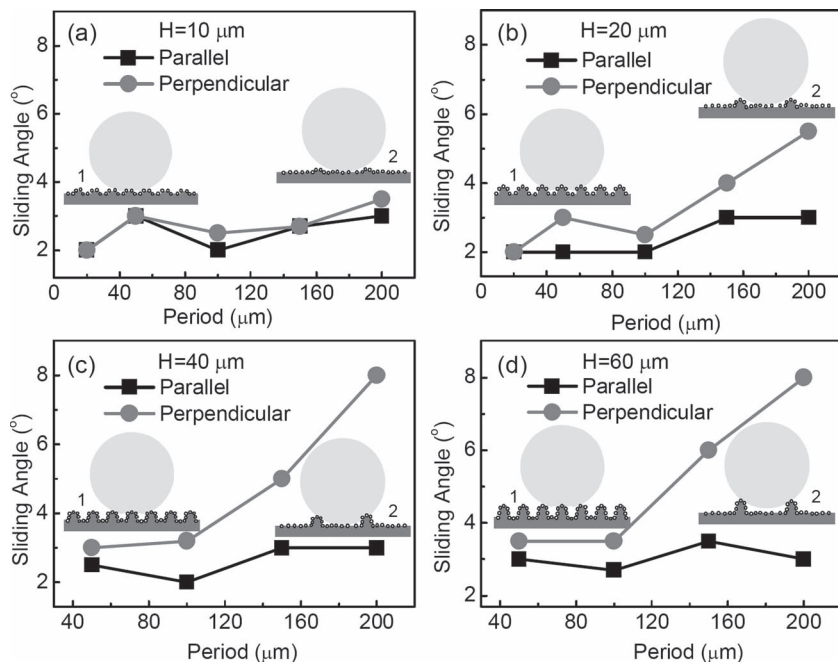 (a) H=10 μm
Parallel
Perpendicular
1
2
Sliding Angle (°)
8
6
4
2
0 40 80 120 160 200
Period (μm)
(b) H=20 μm
Parallel
Perpendicular
1
2
Sliding Angle (°)
8
6
4
2
0 40 80 120 160 200
Period (μm)
(c) H=40 μm
Parallel
Perpendicular
1
2
Sliding Angle (°)
8
6
4
2
40 80 120 160 200
Period (μm)
(d) H=60 μm
Parallel
Perpendicular
1
2
Sliding Angle (°)
8
6
4
2
40 80 120 160 200
Period (μm)